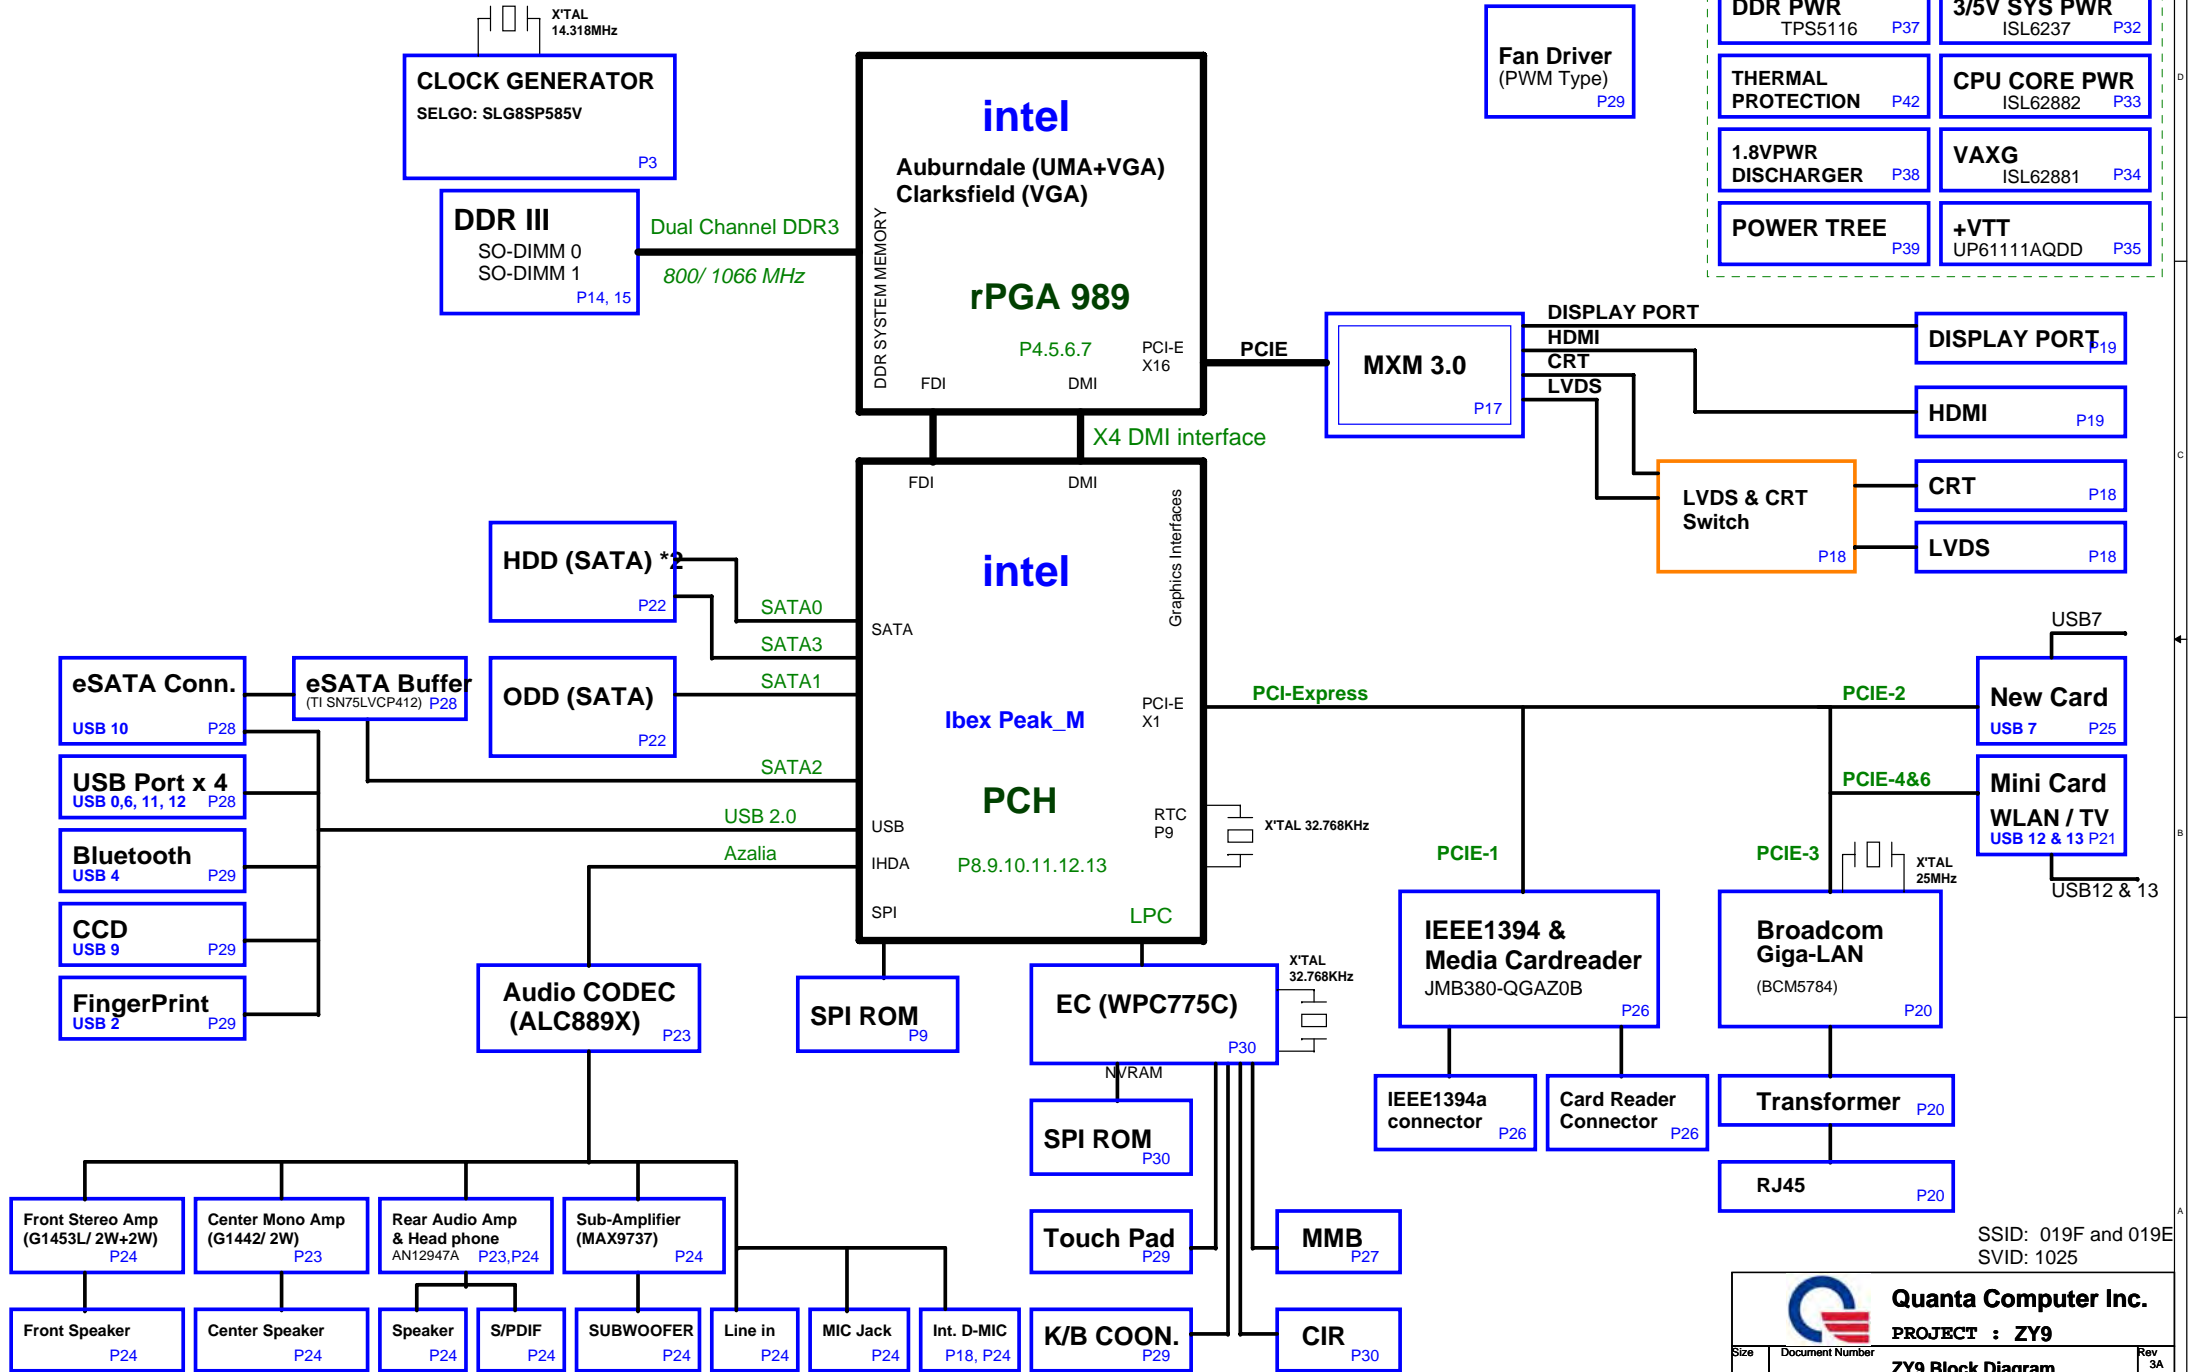 X'TAL
14.318MHz
CLOCK GENERATOR
SELGO: SLG8SP585V
P3
DDR III
SO-DIMM 0
SO-DIMM 1
P14, 15
Dual Channel DDR3
800/ 1066 MHz
intel
Auburndale (UMA+VGA)
Clarksfield (VGA)
DDR SYSTEM MEMORY
rPGA 989
P4.5.6.7
PCI-E
X16
FDI
DMI
Fan Driver
(PWM Type)
P29
DDR PWR
TPS5116
P37
3/5V SYS PWR
ISL6237
P32
THERMAL
PROTECTION
P42
CPU CORE PWR
ISL62882
P33
1.8VPWR
DISCHARGER
P38
VAXG
ISL62881
P34
POWER TREE
P39
+VTT
UP61111AQDD
P35
PCIE
MXM 3.0
P17
DISPLAY PORT
HDMI
CRT
LVDS
DISPLAY PORT
P19
HDMI
P19
LVDS & CRT
Switch
P18
CRT
P18
LVDS
P18
X4 DMI interface
FDI
DMI
Graphics Interfaces
intel
HDD (SATA) *2
P22
SATA0
SATA
SATA3
ODD (SATA)
P22
SATA1
eSATA Conn.
USB 10
P28
eSATA Buffer
(TI SN75LVCP412)
P28
SATA2
Ibex Peak_M
PCI-E
X1
PCH
RTC
P9
X'TAL 32.768KHz
P8.9.10.11.12.13
USB Port x 4
USB 0,6, 11, 12
P28
USB 2.0
USB
Azalia
IHDA
Bluetooth
USB 4
P29
SPI
LPC
CCD
USB 9
P29
FingerPrint
USB 2
P29
PCI-Express
PCIE-2
USB7
New Card
USB 7
P25
PCIE-4&6
Mini Card
WLAN / TV
USB 12 & 13
P21
USB12 & 13
PCIE-1
PCIE-3
X'TAL
25MHz
Audio CODEC
(ALC889X)
P23
SPI ROM
P9
EC (WPC775C)
P30
X'TAL
32.768KHz
NVRAM
SPI ROM
P30
IEEE1394 &
Media Cardreader
JMB380-QGAZ0B
P26
Broadcom
Giga-LAN
(BCM5784)
P20
IEEE1394a
connector
P26
Card Reader
Connector
P26
Transformer
P20
RJ45
P20
Front Stereo Amp
(G1453L/ 2W+2W)
P24
Center Mono Amp
(G1442/ 2W)
P23
Rear Audio Amp
& Head phone
AN12947A
P23,P24
Sub-Amplifier
(MAX9737)
P24
Touch Pad
P29
MMB
P27
Front Speaker
P24
Center Speaker
P24
Speaker
P24
S/PDIF
P24
SUBWOOFER
P24
Line in
P24
MIC Jack
P24
Int. D-MIC
P18, P24
K/B COON.
P29
CIR
P30
SSID: 019F and 019E
SVID: 1025
Quanta Computer Inc.
PROJECT : ZY9
Size
Document Number
Rev
3A
ZY9 Block Diagram
D
C
B
A